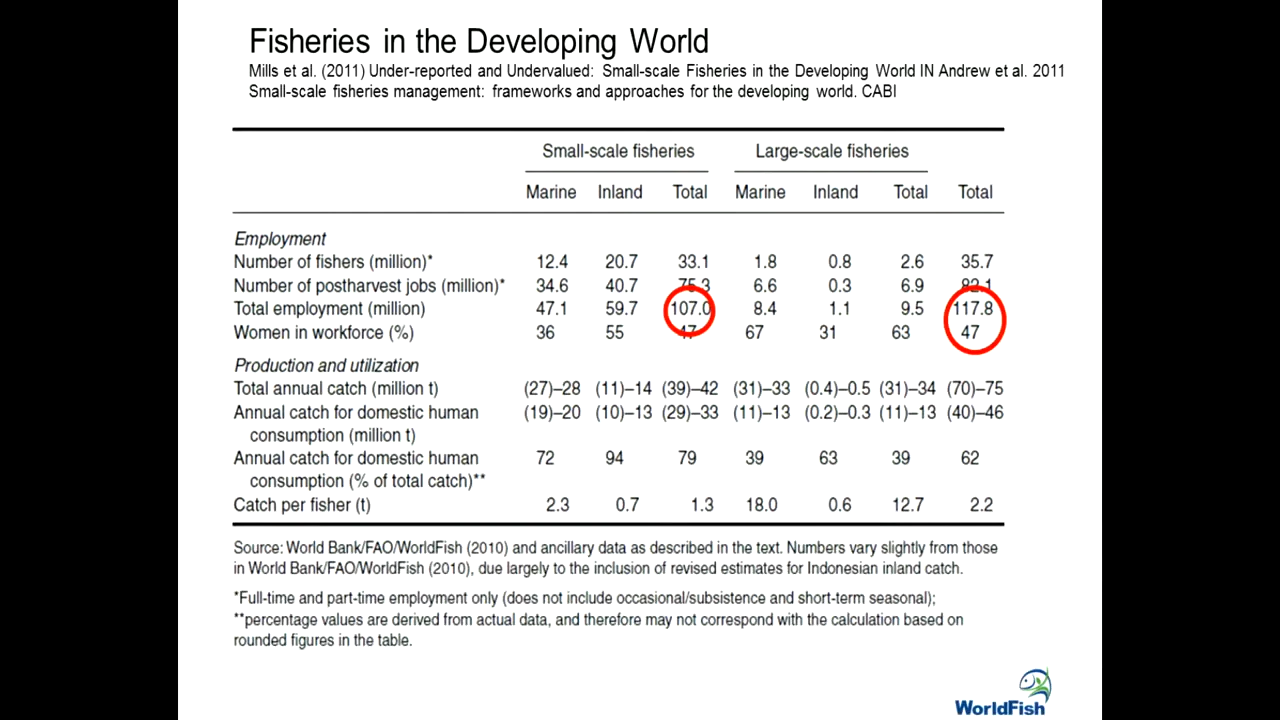 Fisheries in the Developing World
Mills et al. (2011) Under-reported and Undervalued: Small-scale Fisheries in the Developing World IN Andrew et al. 2011
Small-scale fisheries management: frameworks and approaches for the developing world. CABI
Small-scale fisheries Large-scale fisheries
Marine Inland Total Marine Inland Total Total
Employment
Number of fishers (million)* 12.4 20.7 33.1 1.8 0.8 2.6 35.7
Number of postharvest jobs (million)* 34.6 40.7 75.3 6.6 0.3 6.9 82.1
Total employment (million) 47.1 59.7 107.0 8.4 1.1 9.5 117.8
Women in workforce (%) 36 55 47 67 31 63 47
Production and utilization
Total annual catch (million t) (27)–28 (11)–14 (39)–42 (31)–33 (0.4)–0.5 (31)–34 (70)–75
Annual catch for domestic human (19)–20 (10)–13 (29)–33 (11)–13 (0.2)–0.3 (11)–13 (40)–46
consumption (million t)
Annual catch for domestic human 72 94 79 39 63 39 62
consumption (% of total catch)**
Catch per fisher (t) 2.3 0.7 1.3 18.0 0.6 12.7 2.2
Source: World Bank/FAO/WorldFish (2010) and ancillary data as described in the text. Numbers vary slightly from those
in World Bank/FAO/WorldFish (2010), due largely to the inclusion of revised estimates for Indonesian inland catch.
*Full-time and part-time employment only (does not include occasional/subsistence and short-term seasonal);
**percentage values are derived from actual data, and therefore may not correspond with the calculation based on
rounded figures in the table.
WorldFish